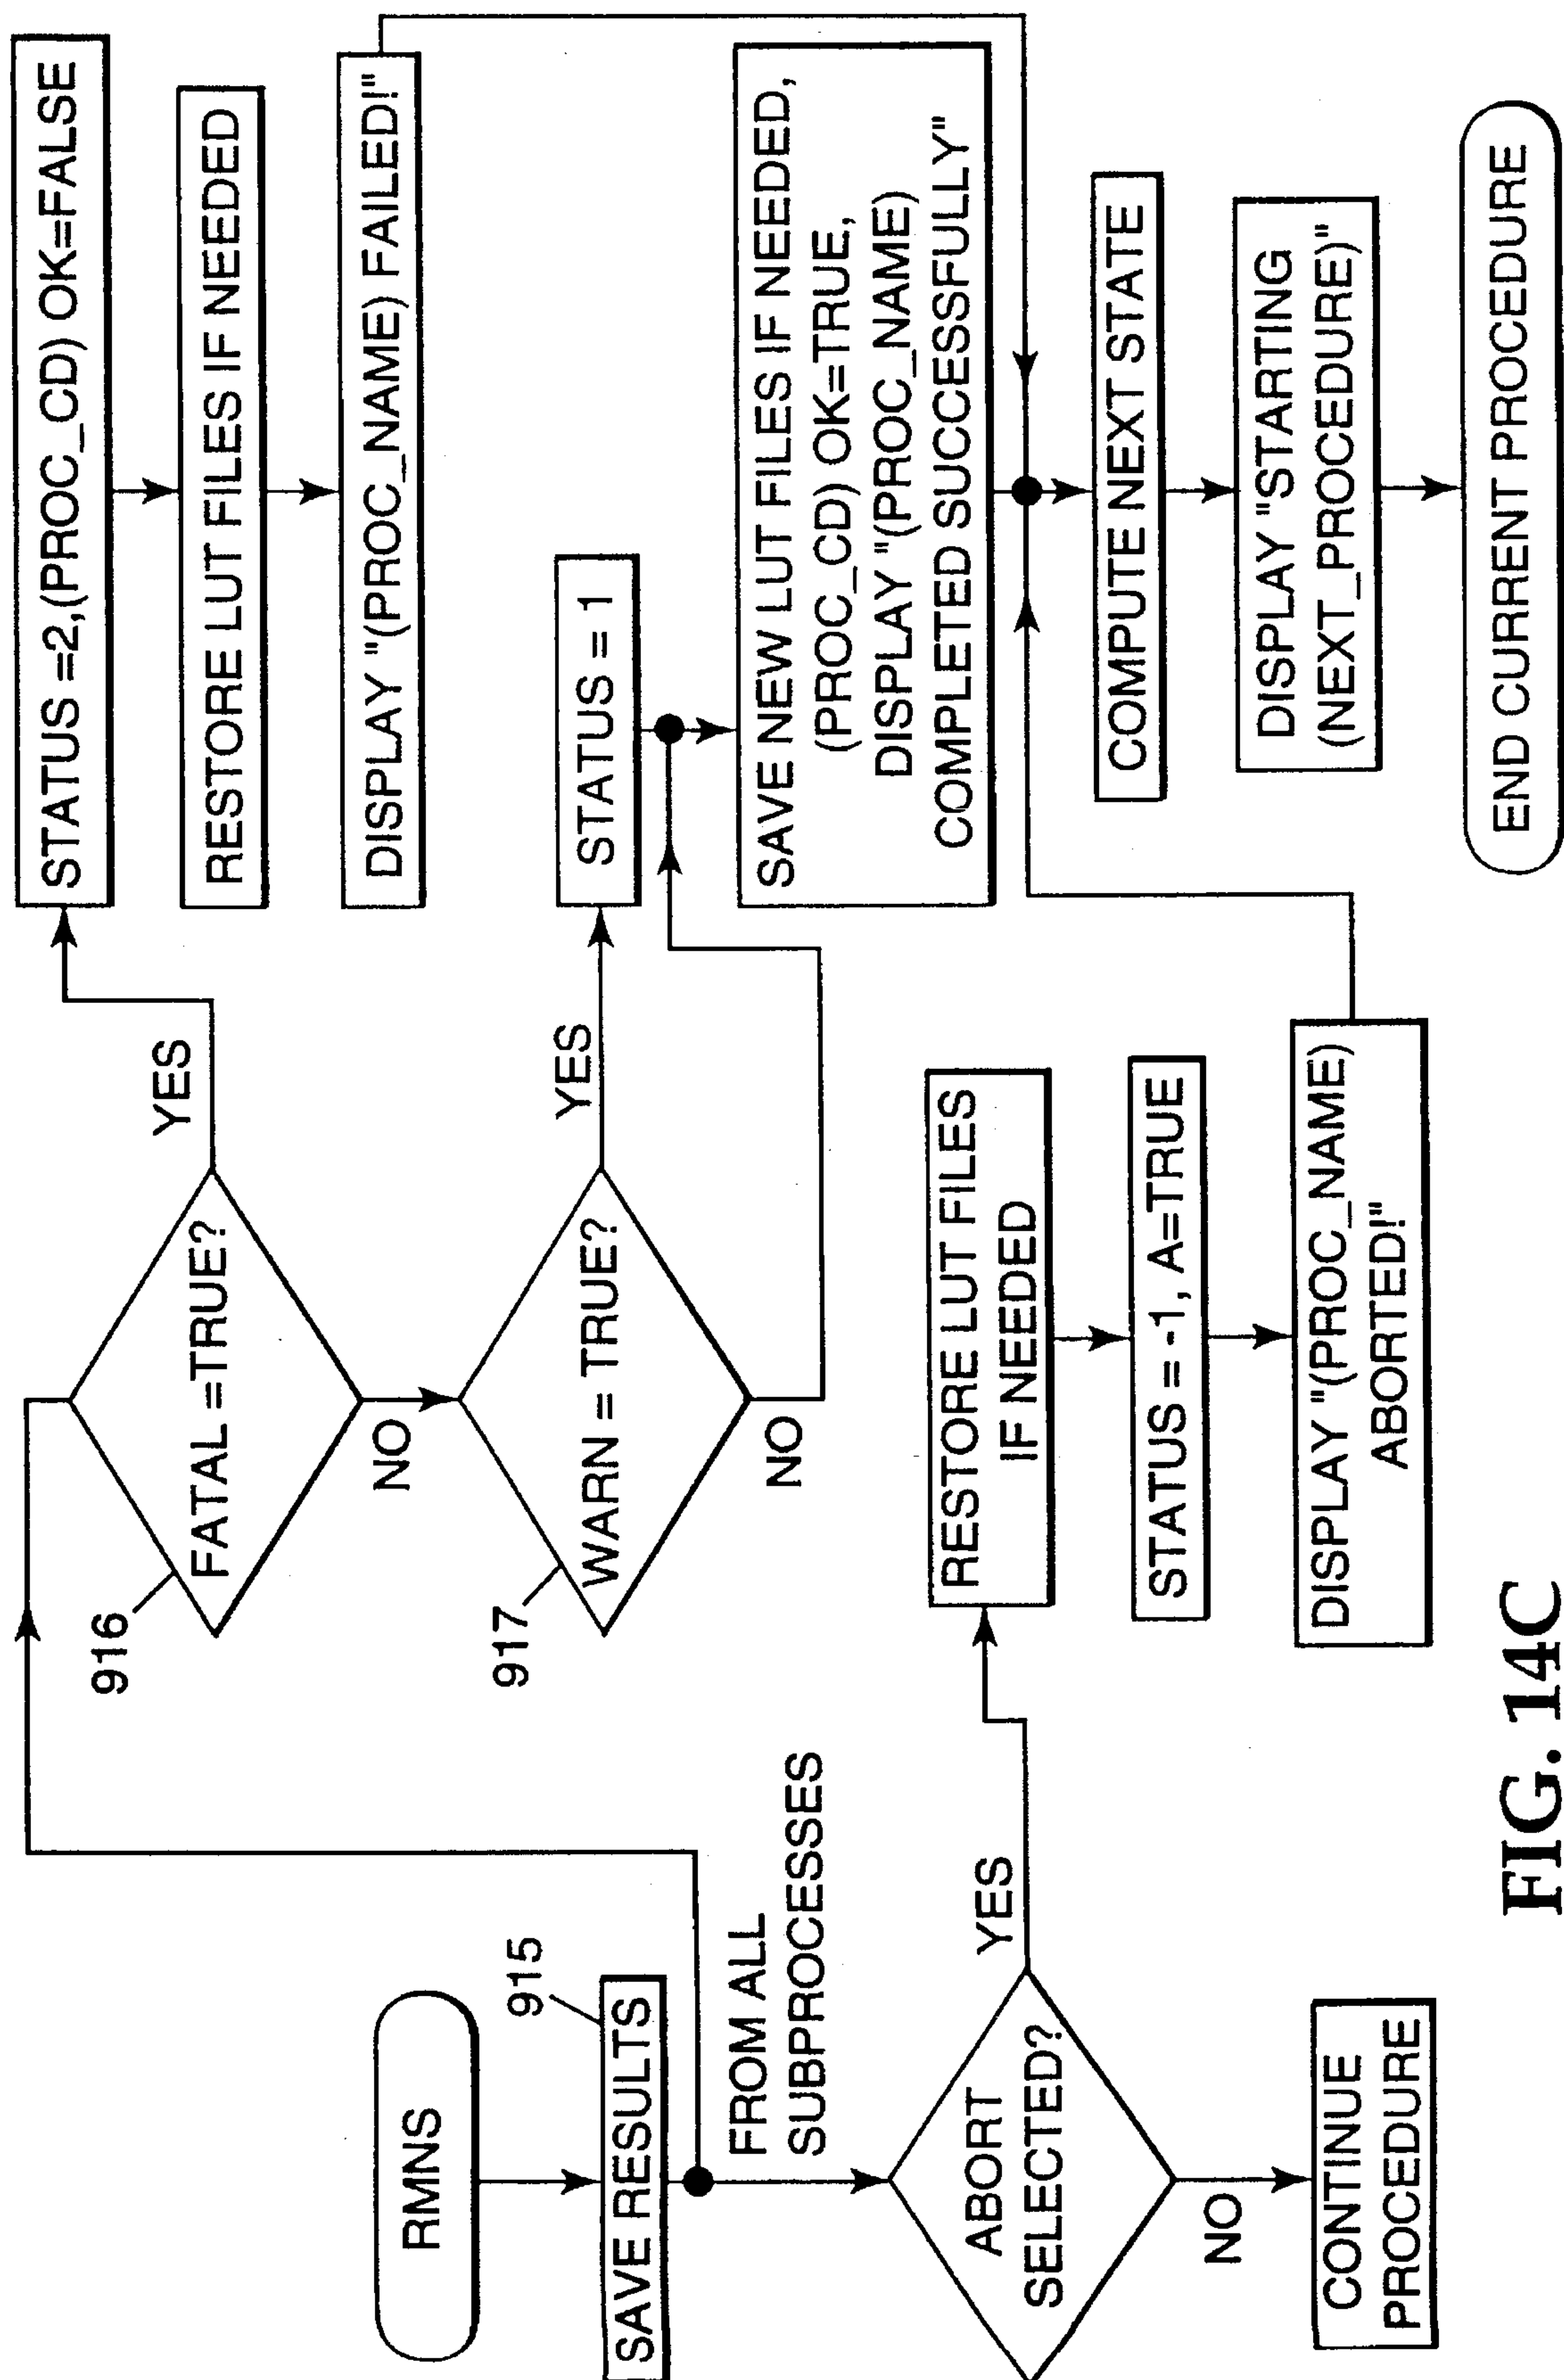 RMNS
915
SAVE RESULTS
FROM ALL
SUBPROCESSES
ABORT
SELECTED?
YES
NO
CONTINUE
PROCEDURE
916
FATAL =TRUE?
YES
NO
917
WARN = TRUE?
YES
NO
RESTORE LUT FILES
IF NEEDED
STATUS = -1, A=TRUE
DISPLAY "(PROC_NAME)
ABORTED!"
STATUS =2,(PROC_CD) OK=FALSE
RESTORE LUT FILES IF NEEDED
DISPLAY "(PROC_NAME) FAILED!"
STATUS = 1
SAVE NEW LUT FILES IF NEEDED,
(PROC_CD) OK=TRUE,
DISPLAY "(PROC_NAME)
COMPLETED SUCCESSFULLY"
COMPUTE NEXT STATE
DISPLAY "STARTING
(NEXT_PROCEDURE)"
END CURRENT PROCEDURE
FIG. 14C